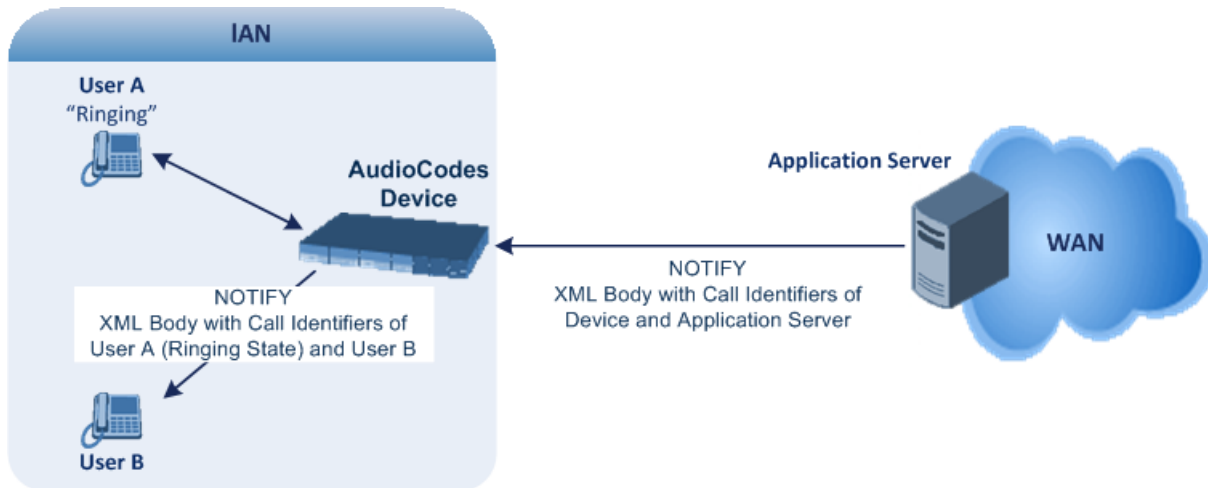 lAN
User A
"Ringing"
AudioCodes
Device
NOTIFY
XML Body with Call Identifiers of
User A (Ringing State) and User B
User B
Application Server
WAN
NOTIFY
XML Body with Call Identifiers of
Device and Application Server